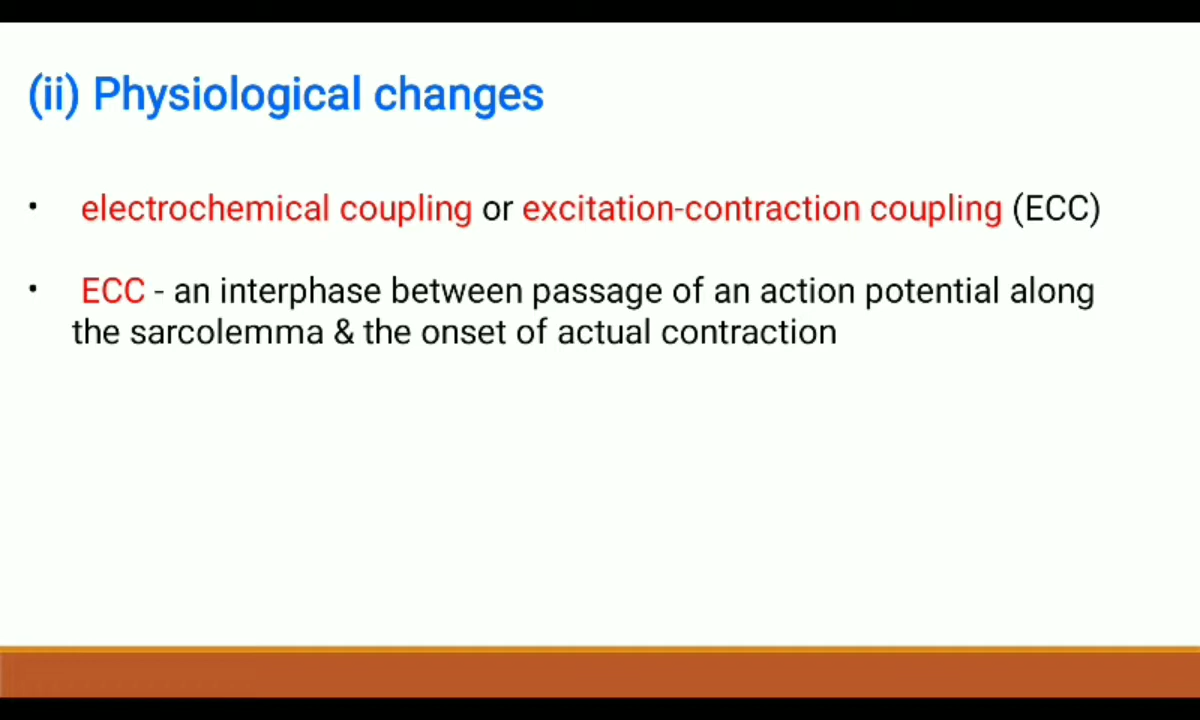 (ii) Physiological changes
• electrochemical coupling or excitation-contraction coupling (ECC)
• ECC - an interphase between passage of an action potential along
the sarcolemma & the onset of actual contraction